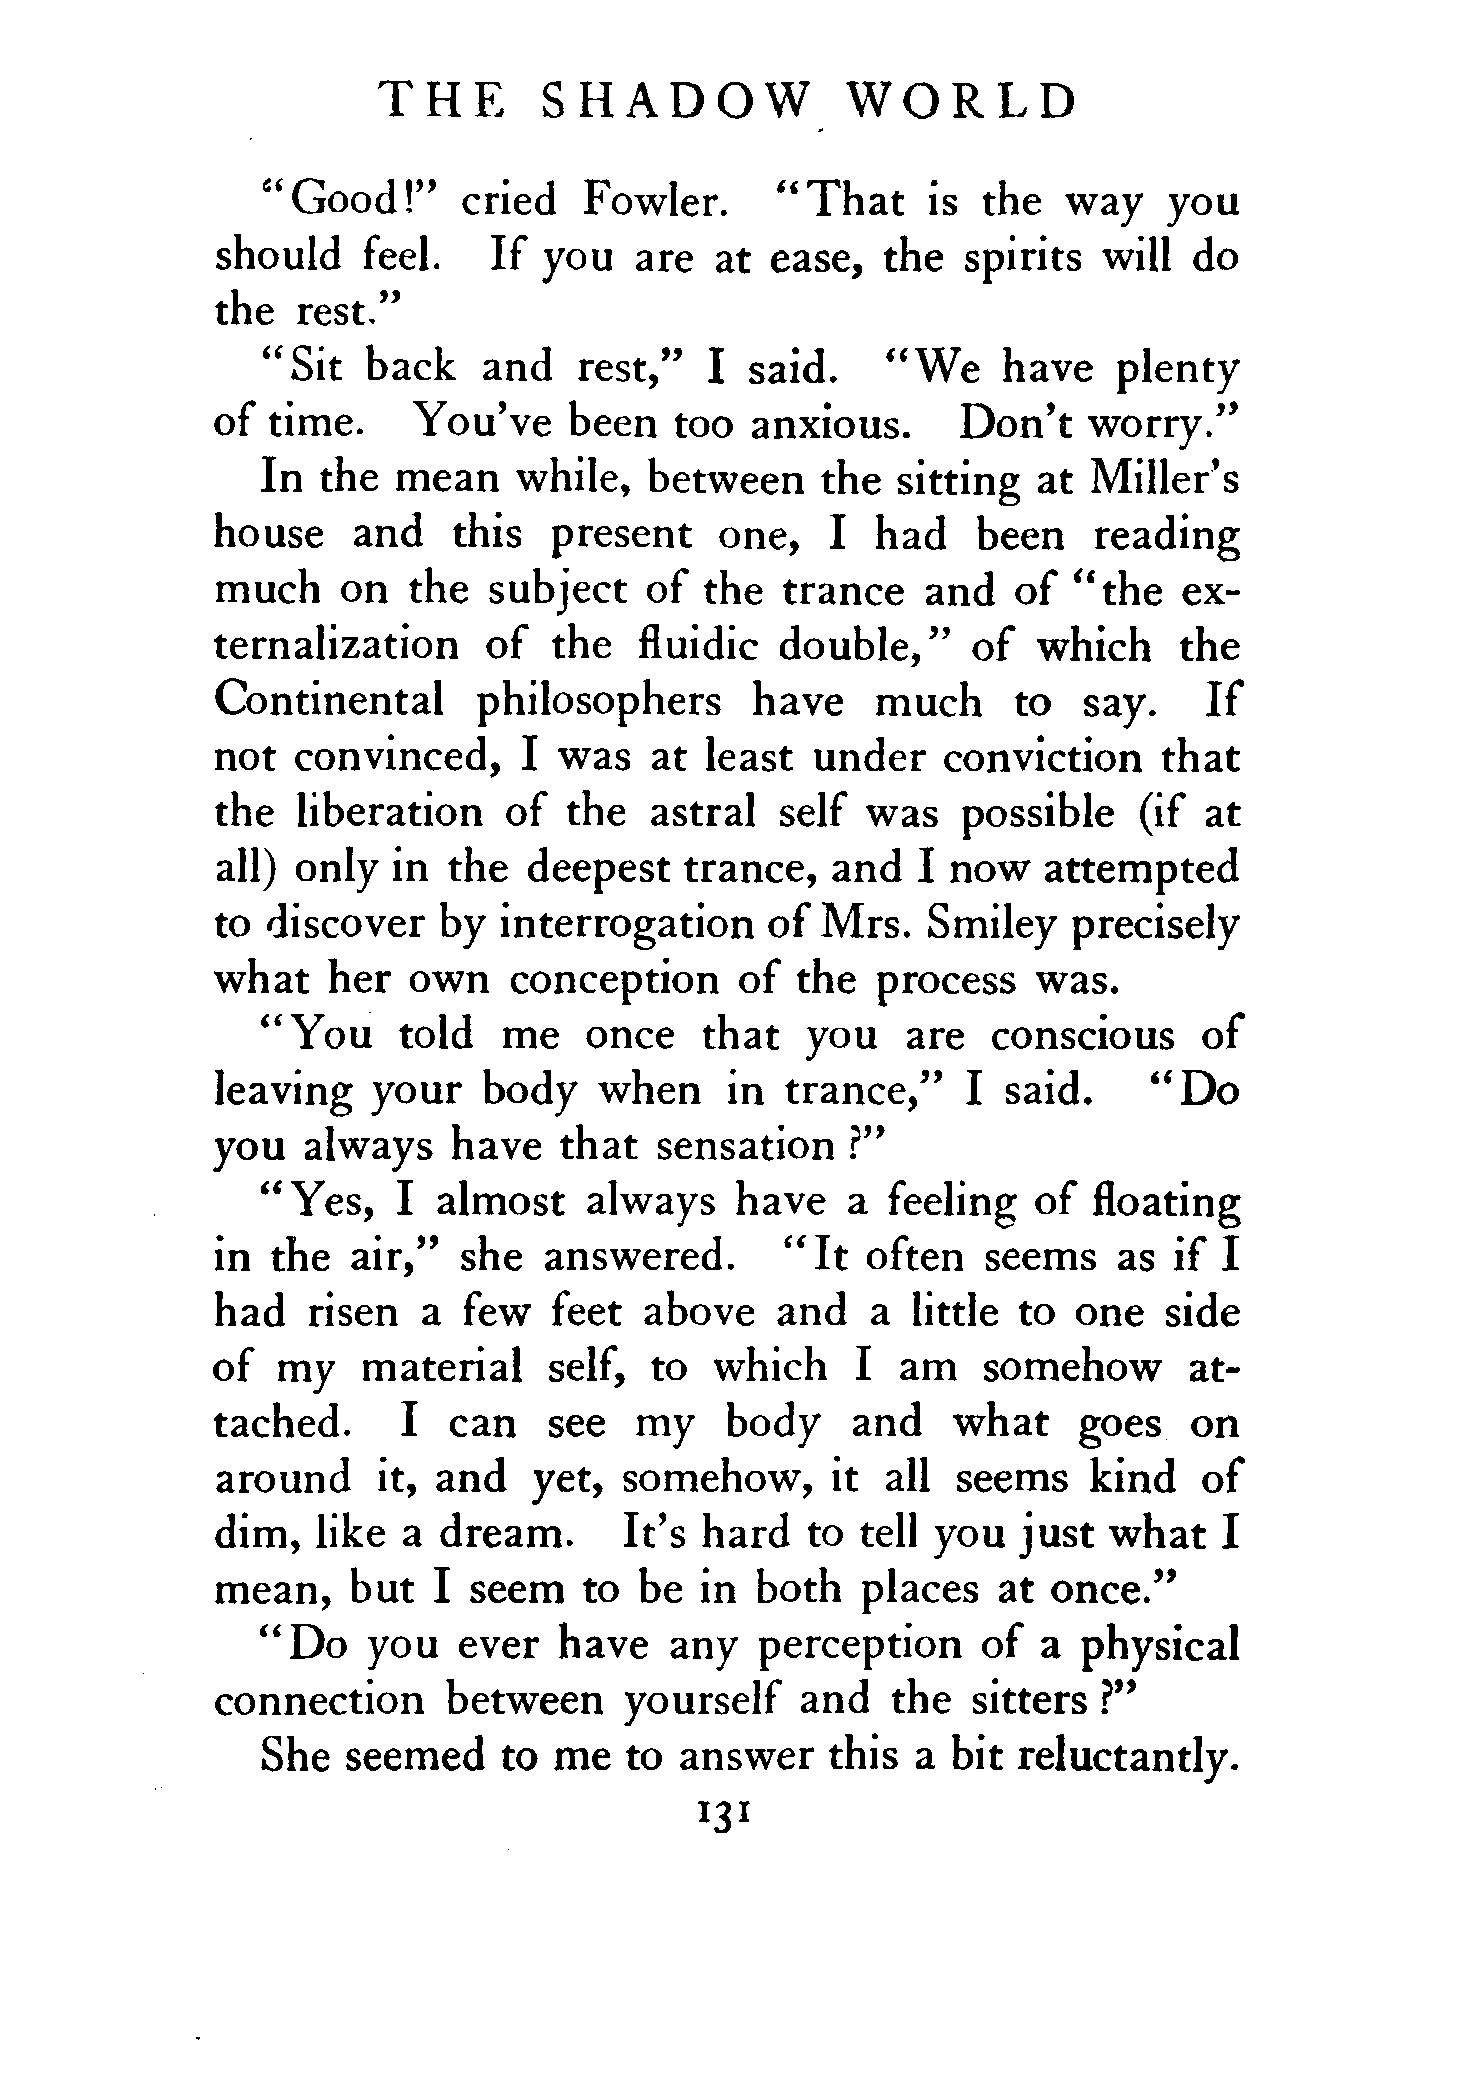 THE SHADOW WORLD
"Good!" cried Fowler. "That is the way you
should feel. If you are at ease, the spirits will do
the rest."
"Sit back and rest," I said. "We have plenty
of time. You've been too anxious. Don't worry."
In the mean while, between the sitting at Miller's
house and this present one, I had been reading
much on the subject of the trance and of "the ex-
ternalization of the fluidic double," of which the
Continental philosophers have much to say. If
not convinced, I was at least under conviction that
the liberation of the astral self was possible (if at
all) only in the deepest trance, and I now attempted
to discover by interrogation of Mrs. Smiley precisely
what her own conception of the process was.
"You told me once that you are conscious of
leaving your body when in trance," I said. "Do
you always have that sensation?"
"Yes, I almost always have a feeling of floating
in the air," she answered. "It often seems as if I
had risen a few feet above and a little to one side
of my material self, to which I am somehow at-
tached. I can see my body and what goes on
around it, and yet, somehow, it all seems kind of
dim, like a dream. It's hard to tell you just what I
mean, but I seem to be in both places at once."
"Do you ever have any perception of a physical
connection between yourself and the sitters?"
She seemed to me to answer this a bit reluctantly.
131